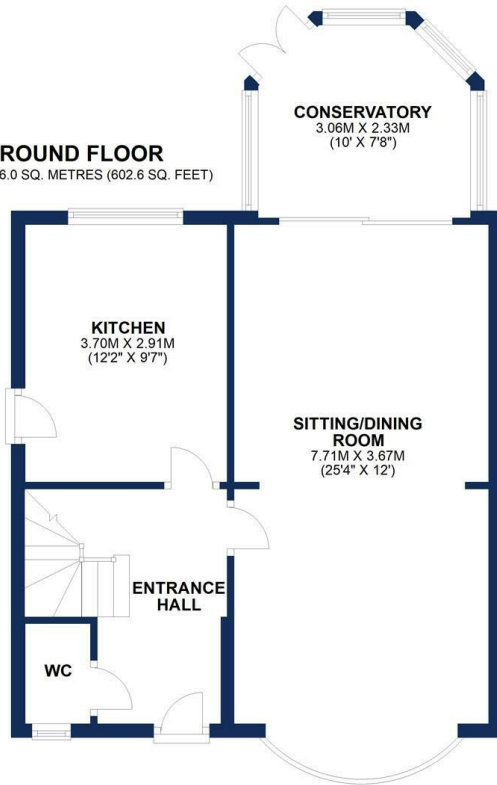 ROUND FLOOR
6.0 SQ. METRES (602.6 SQ. FEET)
CONSERVATORY
3.06M X 2.33M
(10' X 7'8")
KITCHEN
3.70M X 2.91M
(12'2" X 9'7")
SITTING/DINING
ROOM
7.71M X 3.67M
(25'4" X 12')
ENTRANCE
HALL
WC